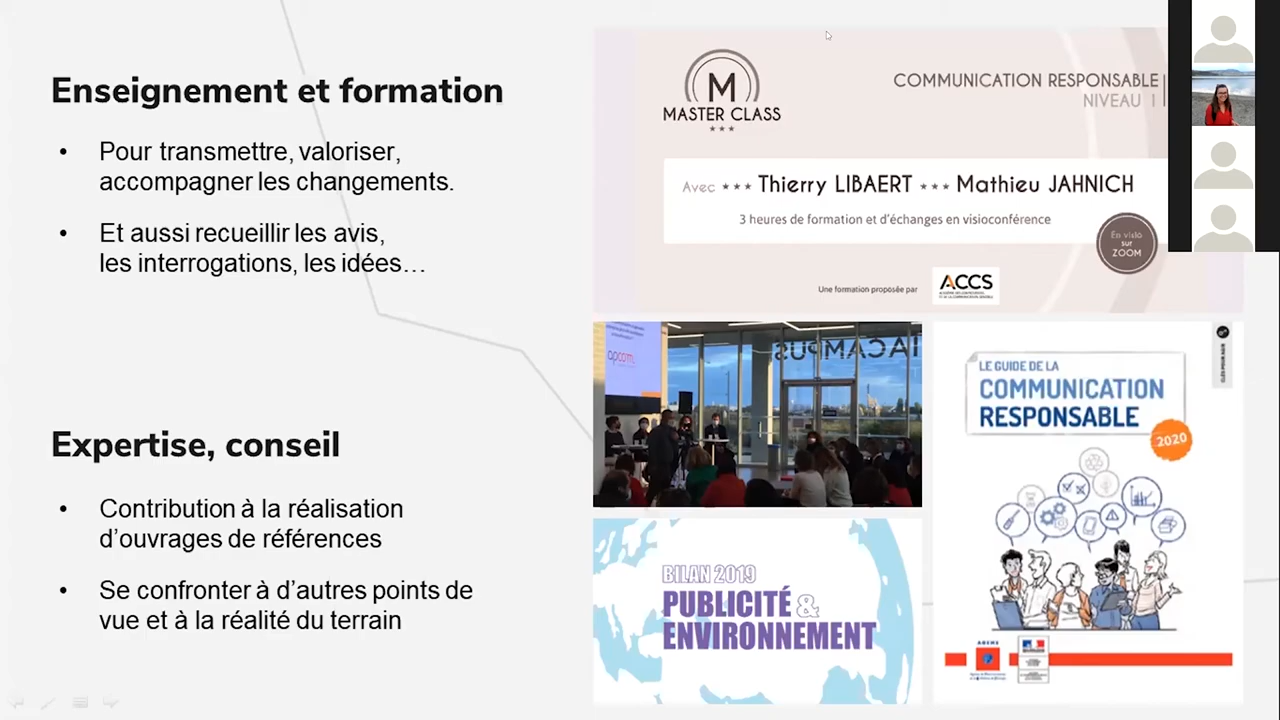 Enseignement et formation
• Pour transmettre, valoriser,
accompagner les changements.
• Et aussi recueillir les avis,
les interrogations, les idées…
Expertise, conseil
• Contribution à la réalisation
d’ouvrages de références
• Se confronter à d’autres points de
vue et à la réalité du terrain
M
MASTER CLASS
COMMUNICATION RESPONSABLE
NIVEAU 1
Avec *** Thierry LIBAERT *** Mathieu JAHNICH
3 heures de formation et d’échanges en visioconférence
En visio
sur
ZOOM
Une formation proposée par
ACCS
apcom
IACAMPUS
BILAN 2019
PUBLICITÉ &
ENVIRONNEMENT
LE GUIDE DE LA
COMMUNICATION
RESPONSABLE
2020
ADEME